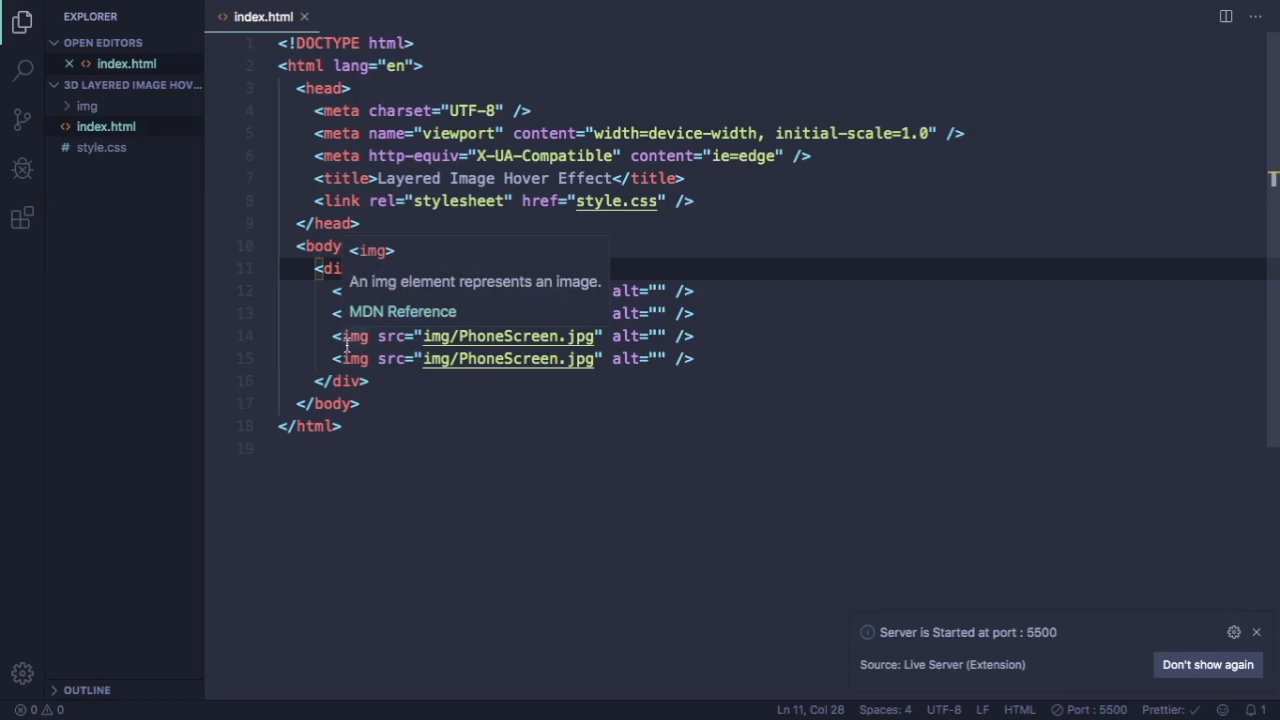 EXPLORER
OPEN EDITORS
index.html
3D LAYERED IMAGE HOV...
img
index.html
style.css
OUTLINE
index.html
1 <!DOCTYPE html>
2 <html lang="en">
3 <head>
4 <meta charset="UTF-8" />
5 <meta name="viewport" content="width=device-width, initial-scale=1.0" />
6 <meta http-equiv="X-UA-Compatible" content="ie=edge" />
7 <title>Layered Image Hover Effect</title>
8 <link rel="stylesheet" href="style.css" />
9 </head>
10 <body
<img>
11 <di
An img element represents an image.
12 < alt="" />
MDN Reference
13 < alt="" />
14 <img src="img/PhoneScreen.jpg" alt="" />
15 <img src="img/PhoneScreen.jpg" alt="" />
16 </div>
17 </body>
18 </html>
19
Server is Started at port : 5500
Source: Live Server (Extension)
Don't show again
0 0
Ln 11, Col 28
Spaces: 4
UTF-8
LF
HTML
Port : 5500
Prettier: ✓
1